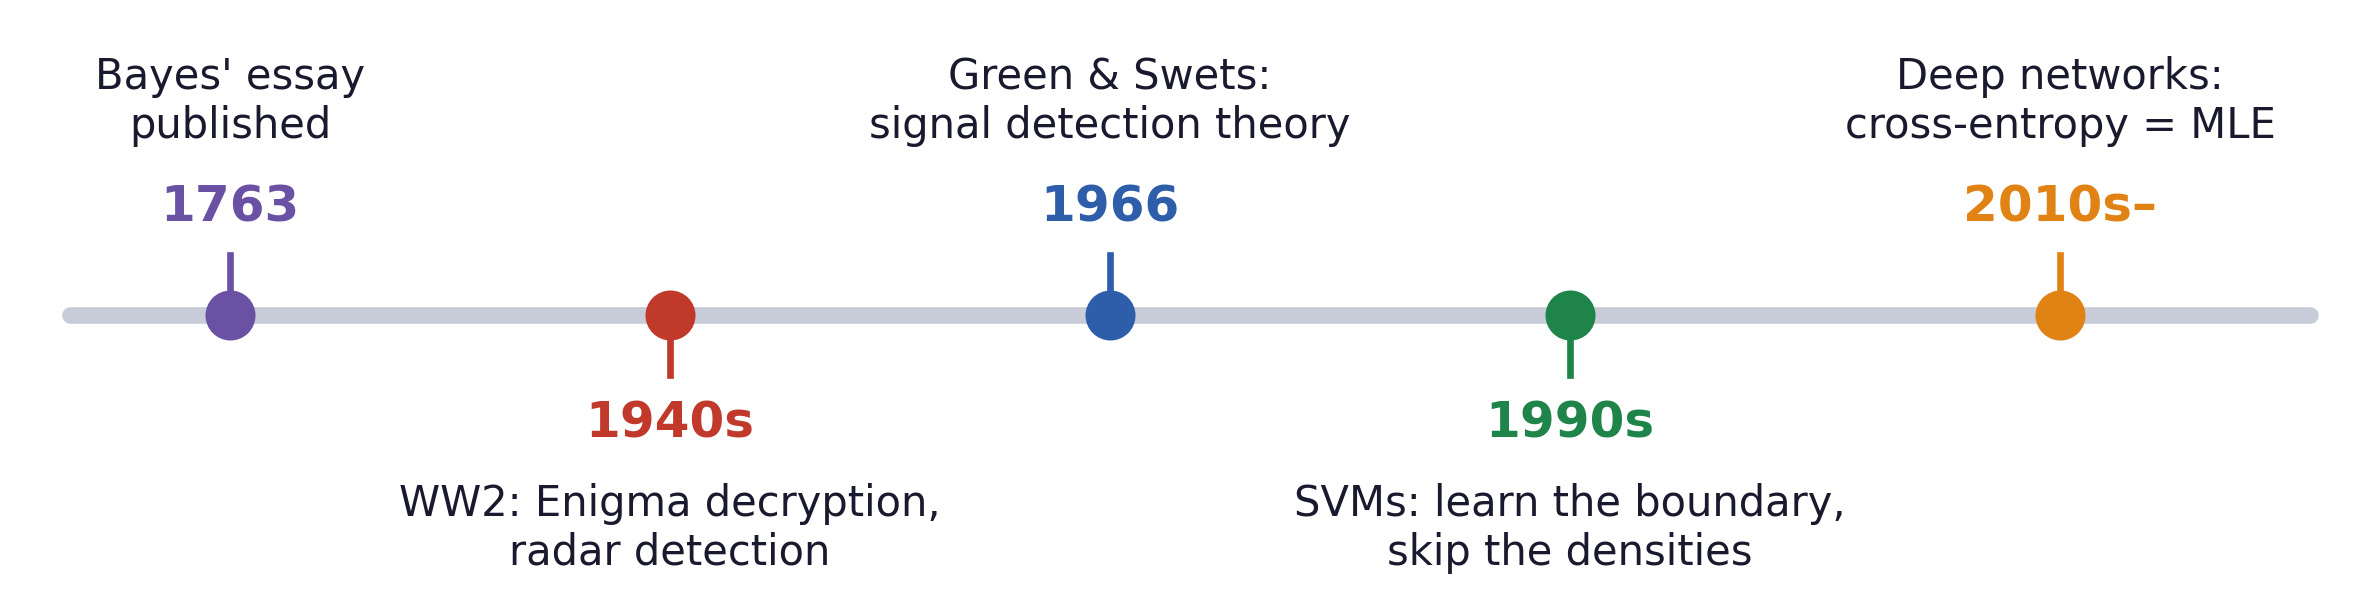 Bayes' essay
published
1763
WW2: Enigma decryption,
radar detection
1940s
Green & Swets:
signal detection theory
1966
SVMs: learn the boundary,
skip the densities
1990s
Deep networks:
cross-entropy = MLE
2010s–